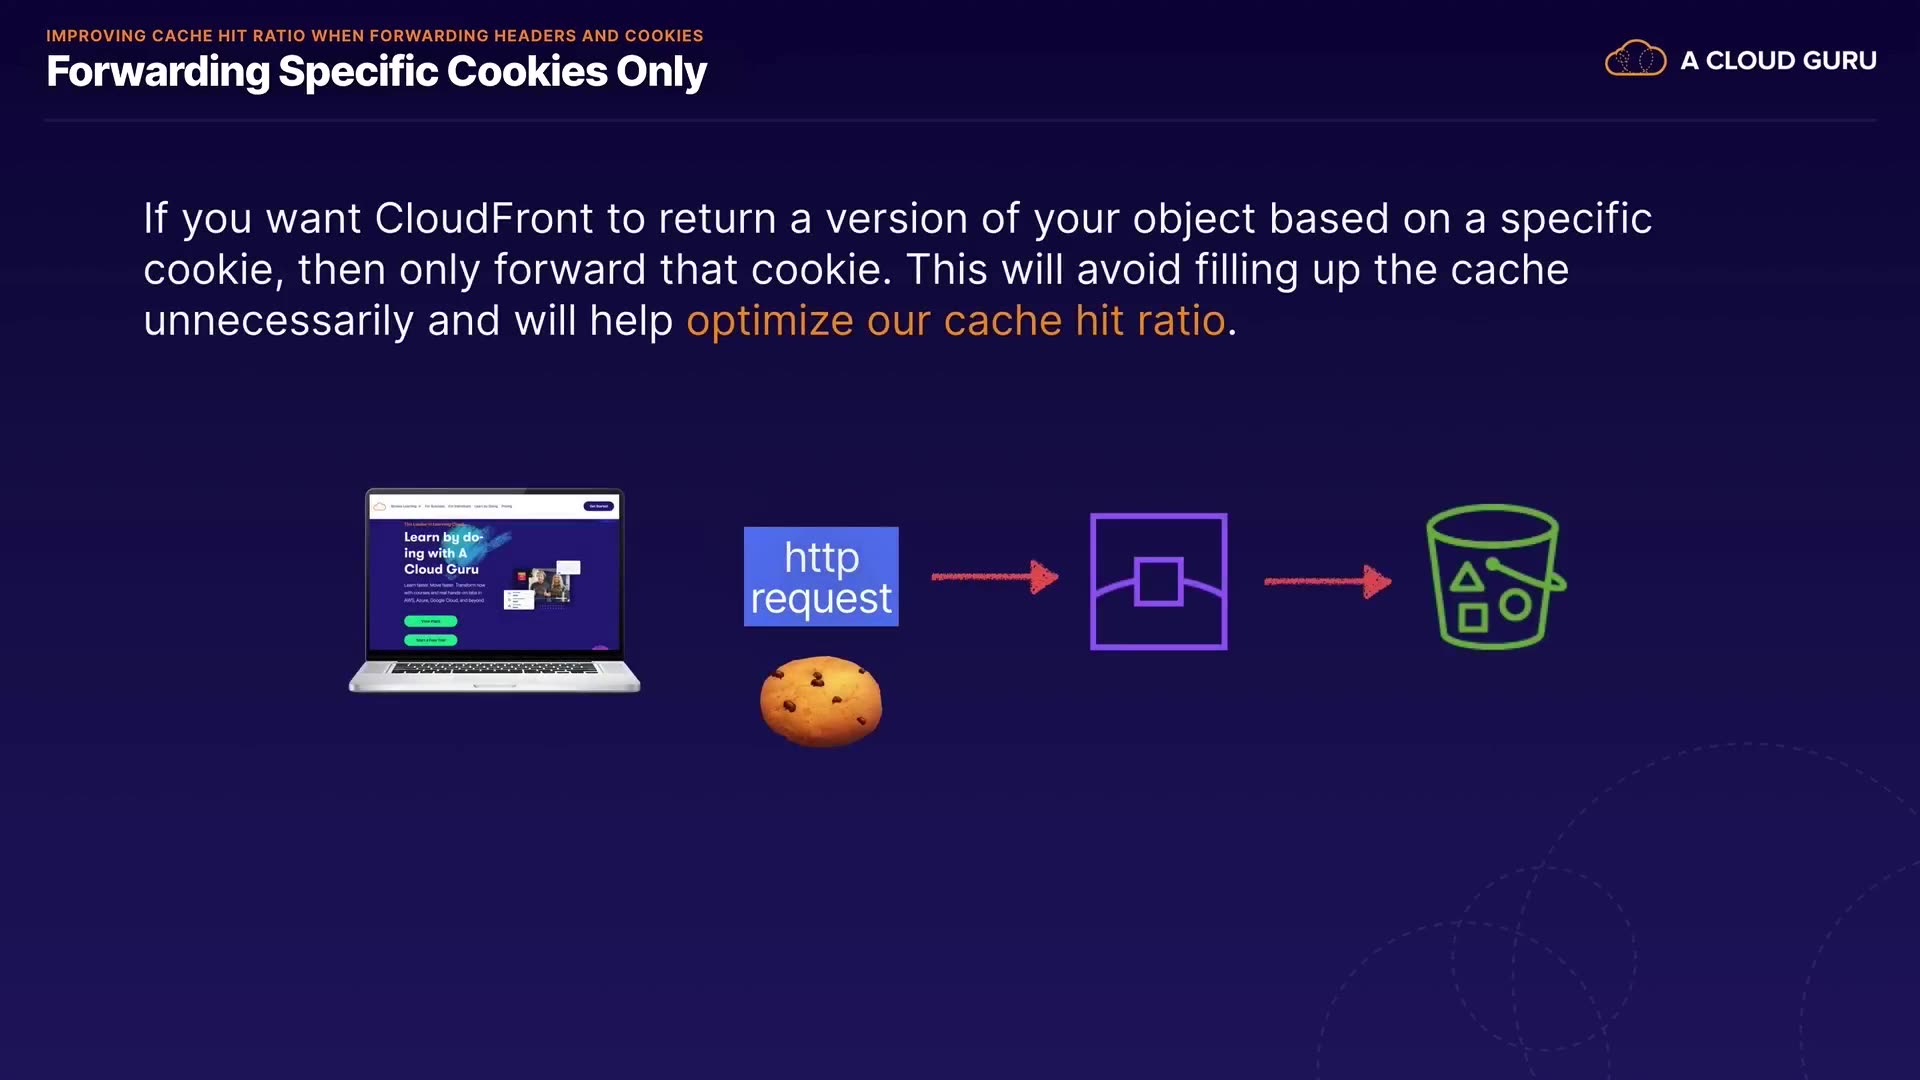 IMPROVING CACHE HIT RATIO WHEN FORWARDING HEADERS AND COOKIES
Forwarding Specific Cookies Only
A CLOUD GURU
If you want CloudFront to return a version of your object based on a specific
cookie, then only forward that cookie. This will avoid filling up the cache
unnecessarily and will help optimize our cache hit ratio.
Learn by do-
ing with A
Cloud Guru
http
request